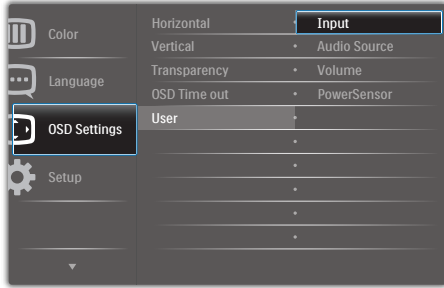 Color
Language
OSD Settings
Setup
Horizontal
Vertical
Transparency
OSD Time out
User
Input
Audio Source
Volume
PowerSensor